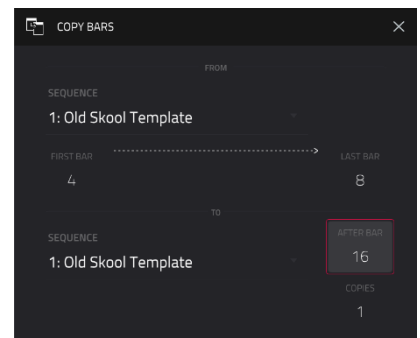 COPY BARS
FROM
SEQUENCE
1: Old Skool Template
FIRST BAR
LAST BAR
4
8
TO
SEQUENCE
AFTER BAR
1: Old Skool Template
16
COPIES
1